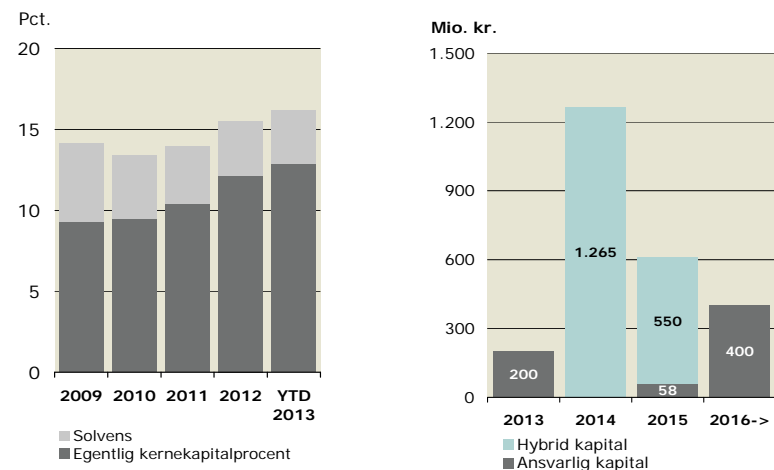 Pct.
20
15
10
5
0
2009 2010 2011 2012 YTD
2013
Solvens
Egentlig kernekapitalprocent
Mio. kr.
1.500
1.200
900
600
300
0
1.265
550
400
200
58
2013 2014 2015 2016->
Hybrid kapital
Ansvarlig kapital